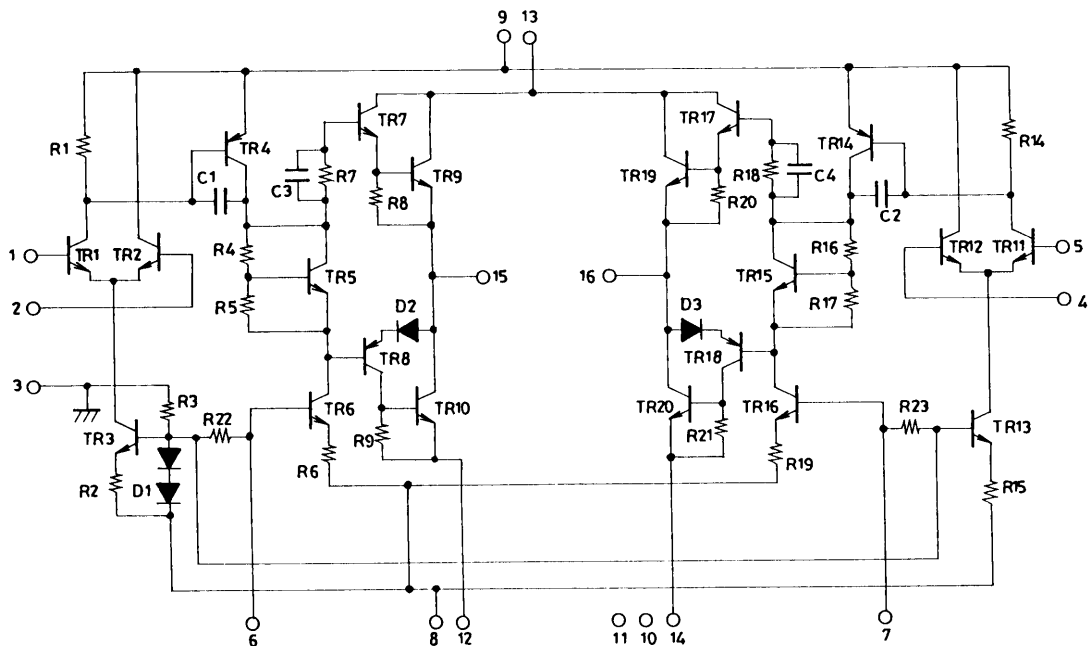 9 13
R1
TR4
TR7
TR17
TR14
R14
C1
C3
R7
TR9
R8
TR19
R20
R18
C4
C2
1
TR1
TR2
R4
R16
TR12
TR11
5
2
R5
TR5
15
16
TR15
R17
4
D2
D3
TR8
TR18
3
R3
R22
TR6
TR10
TR20
TR16
R23
TR3
R9
R21
TR13
R2
D1
R6
R19
R15
6
8
12
11
10
14
7